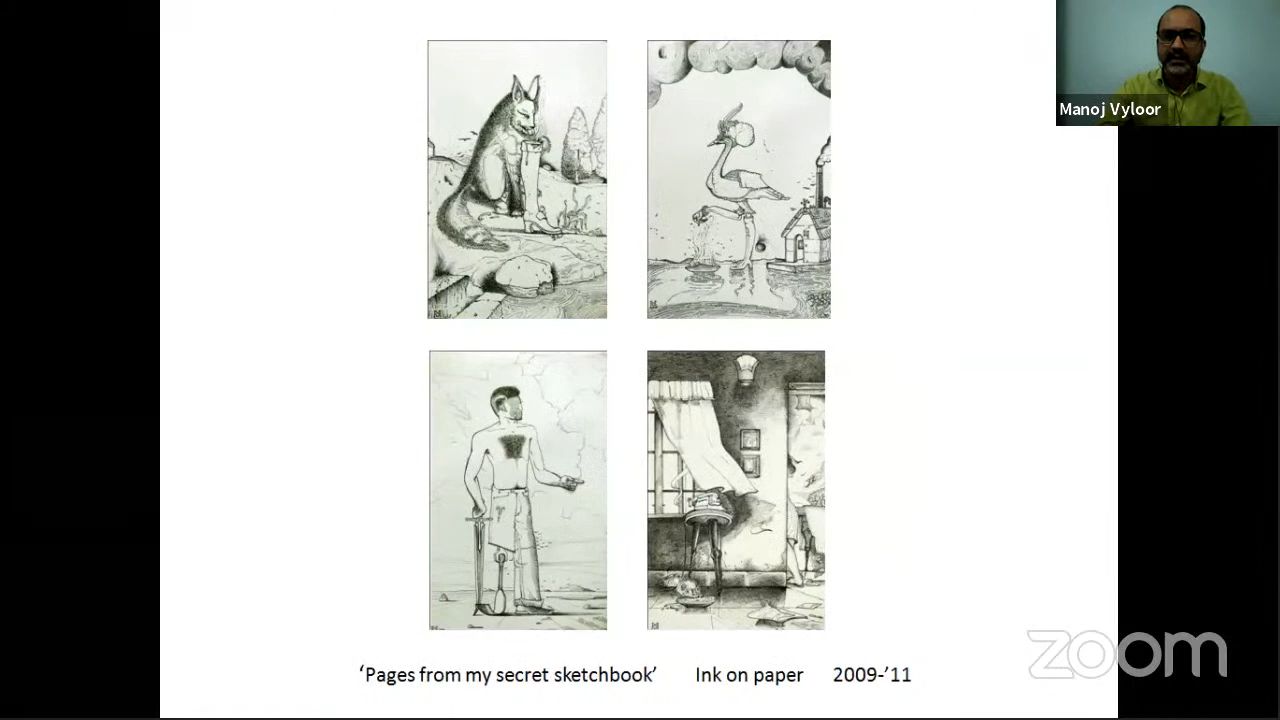 Manoj Vyloor
‘Pages from my secret sketchbook’ Ink on paper 2009-’11
zoom